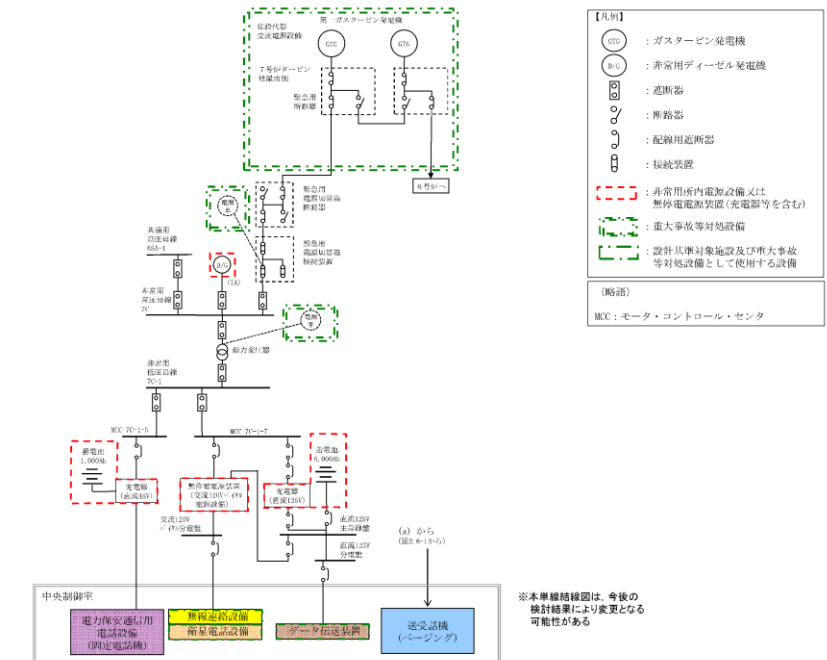 常設代替
交流電源設備
第一ガスタービン発電機
GTG
GTG
7号炉タービン
建屋南側
緊急用
断路器
6号炉へ
緊急用
電源切替箱
断路器
電源車
緊急用
電源切替箱
接続装置
共通用
高圧母線
6SA-1
D/G
(7A)
非常用
高圧母線
7C
電源車
動力変圧器
非常用
低圧母線
7C-1
MCC 7C-1-5
MCC 7C-1-7
蓄電池
1,000Ah
充電器
(直流48V)
無停電電源装置
(交流120Vバイタル
電源設備)
蓄電池
6,000Ah
充電器
(直流125V)
交流120V
バイタル分電盤
直流125V
主母線盤
直流125V
分電盤
(a) から
中央制御室
電力保安通信用
電話設備
(固定電話機)
無線連絡設備
衛星電話設備
データ伝送装置
送受話機
(ページング)
※本単線結線図は，今後の
検討結果により変更となる
可能性がある
【凡例】
GTG ：ガスタービン発電機
D/G ：非常用ディーゼル発電機
：遮断器
：断路器
：配線用遮断器
：接続装置
：非常用所内電源設備又は
無停電電源装置(充電器等を含む)
：重大事故等対処設備
：設計基準対象施設及び重大事故
等対処設備として使用する設備
(略語)
MCC：モータ・コントロール・センタ